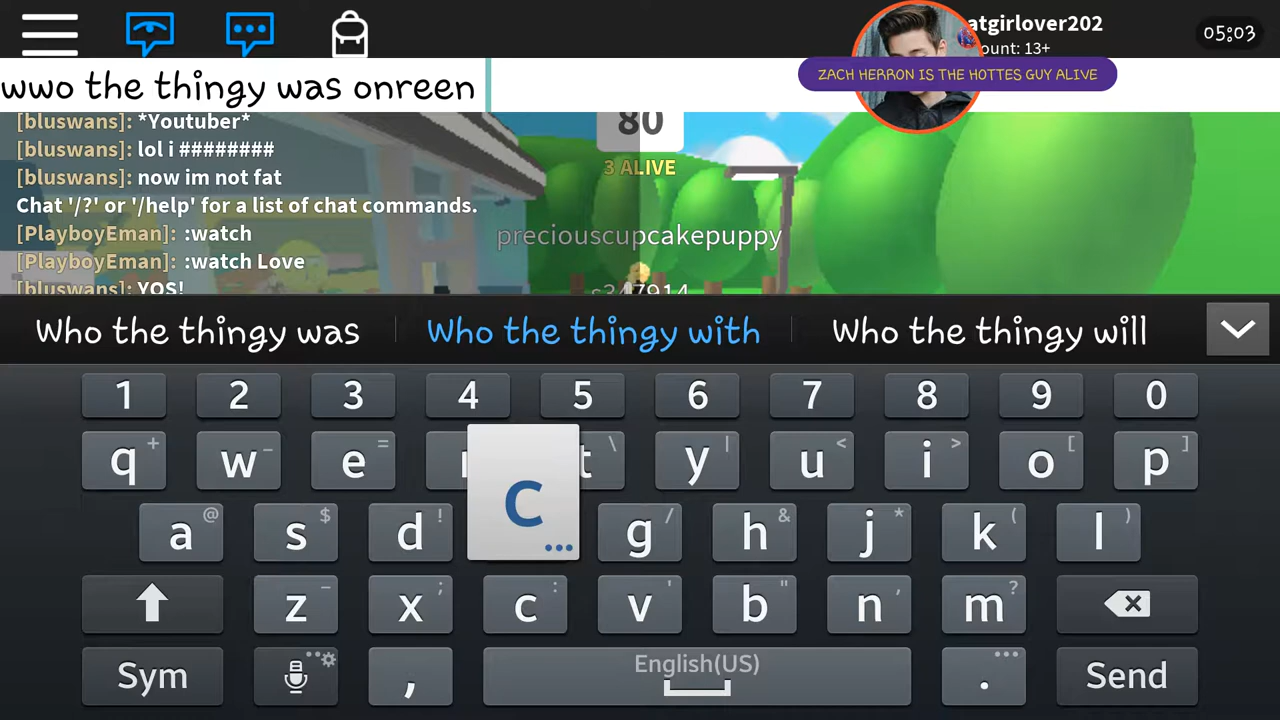 atgirlover202
ount: 13+
05:03
ZACH HERRON IS THE HOTTES GUY ALIVE
wwo the thingy was onreen
[bluswans]: *Youtuber*
[bluswans]: lol i ########
[bluswans]: now im not fat
Chat '/?' or '/help' for a list of chat commands.
[PlayboyEman]: :watch
[PlayboyEman]: :watch Love
[bluswans]: YOS!
80
3 ALIVE
preciouscupcakepuppy
s347914
Who the thingy was
Who the thingy with
Who the thingy will
1 2 3 4 5 6 7 8 9 0
q + w _ e = t \ y | u < i > o [ p ]
a @ s $ d ! c ... g / h & j * k ( l )
z - x ; c : v ' b " n , m ?
Sym , English(US) . ... Send